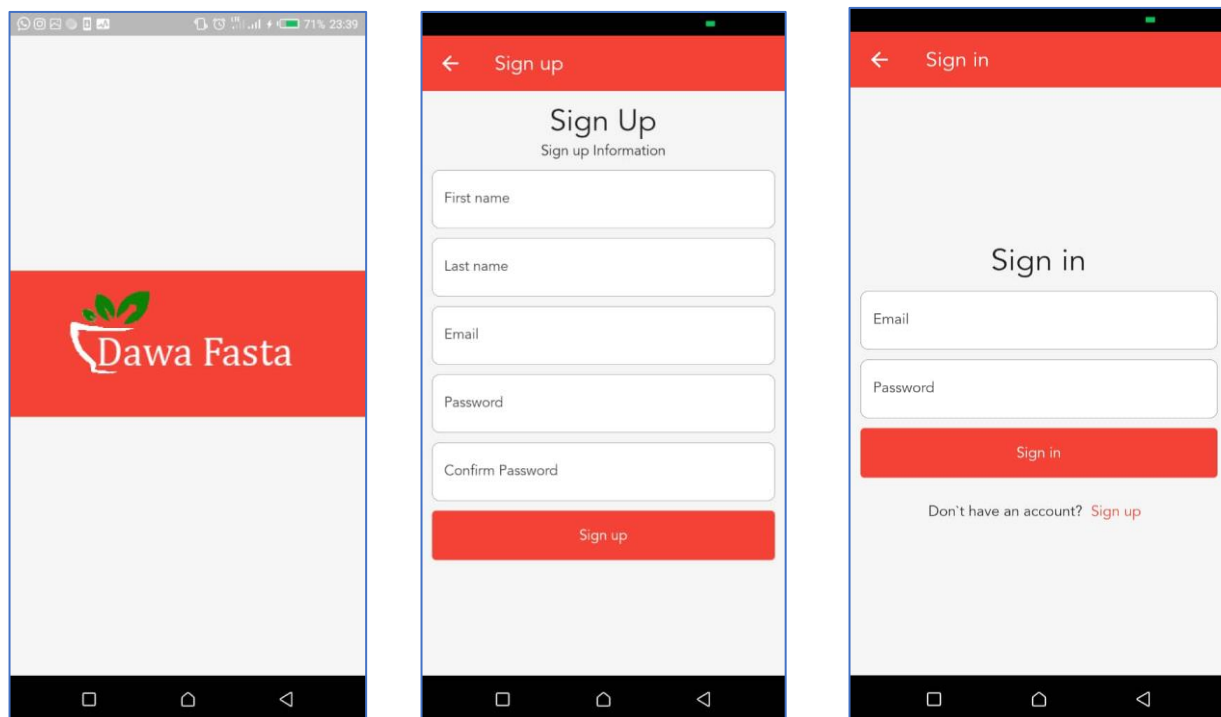 71% 23:39
Dawa Fasta
Sign up
Sign Up
Sign up Information
First name
Last name
Email
Password
Confirm Password
Sign up
Sign in
Sign in
Email
Password
Sign in
Don`t have an account? Sign up